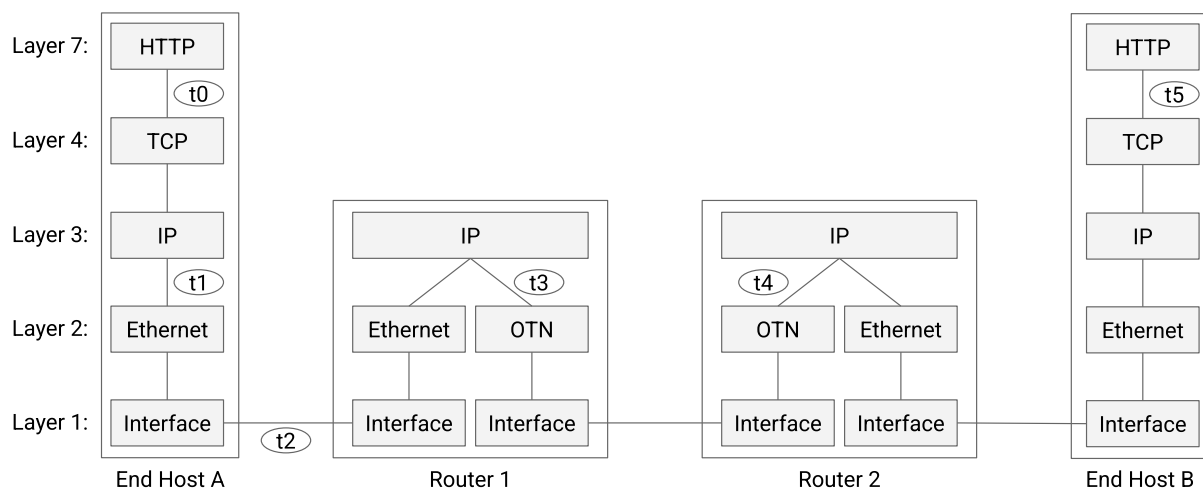 Layer 7: HTTP HTTP
t0 t5
Layer 4: TCP TCP
Layer 3: IP IP IP IP
t1 t3 t4
Layer 2: Ethernet Ethernet OTN OTN Ethernet Ethernet
Layer 1: Interface Interface Interface Interface Interface Interface
t2
End Host A Router 1 Router 2 End Host B